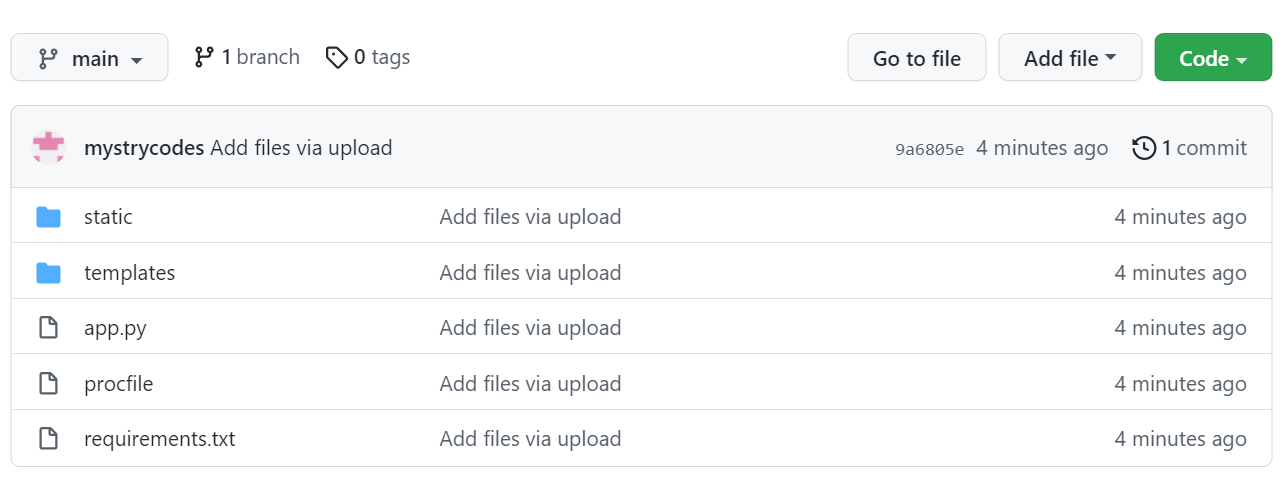 main 1 branch 0 tags Go to file Add file Code
mystrycodes Add files via upload 9a6805e 4 minutes ago 1 commit
static Add files via upload 4 minutes ago
templates Add files via upload 4 minutes ago
app.py Add files via upload 4 minutes ago
procfile Add files via upload 4 minutes ago
requirements.txt Add files via upload 4 minutes ago